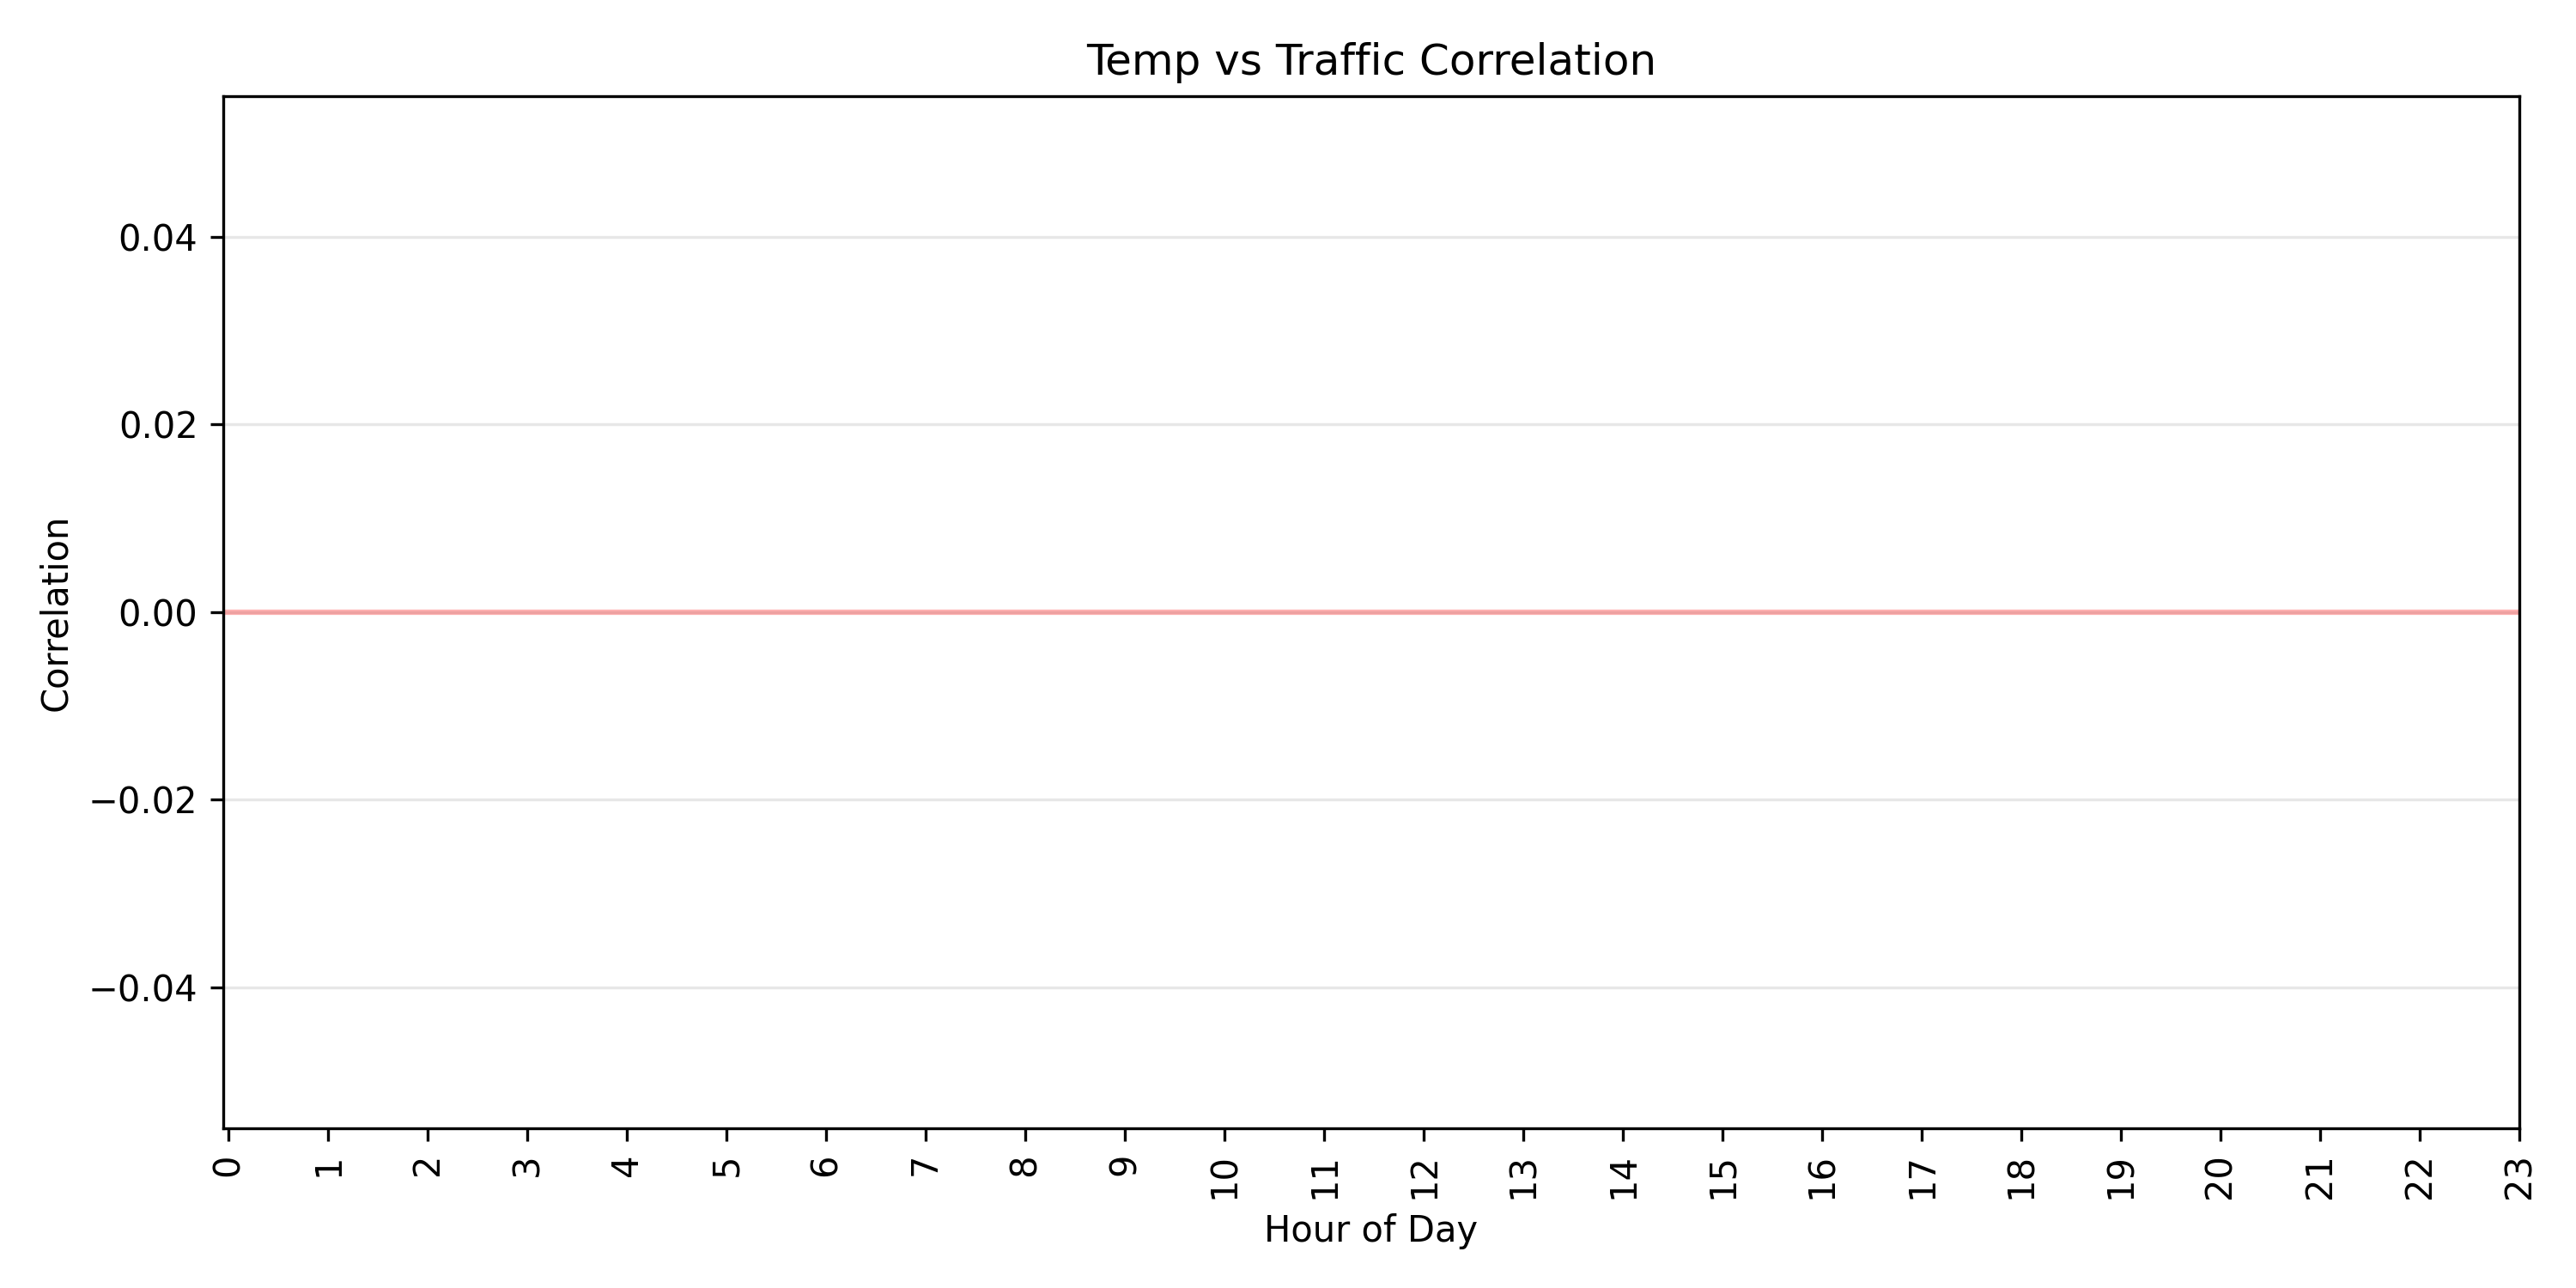 Temp vs Traffic Correlation
0.04
0.02
0.00
−0.02
−0.04
Correlation
0 1 2 3 4 5 6 7 8 9 10 11 12 13 14 15 16 17 18 19 20 21 22 23
Hour of Day